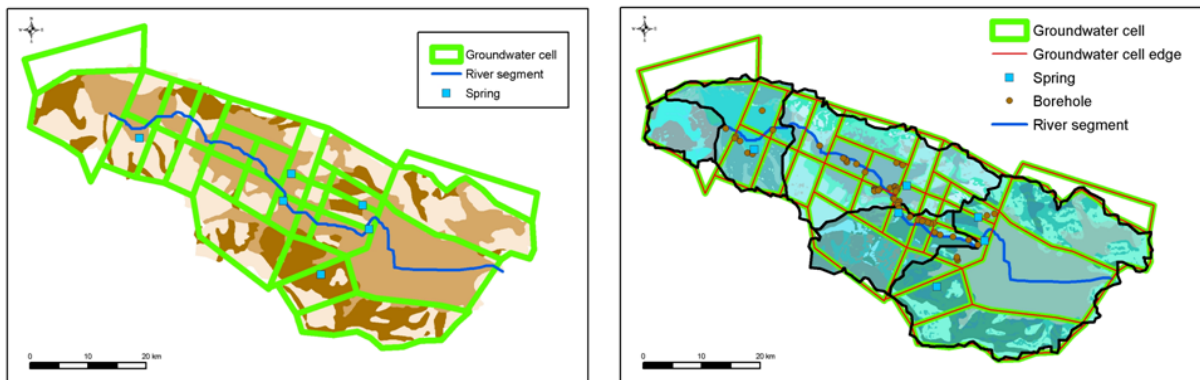 Groundwater cell
River segment
Spring
0 10 20 km
Groundwater cell
Groundwater cell edge
Spring
Borehole
River segment
0 10 20 km